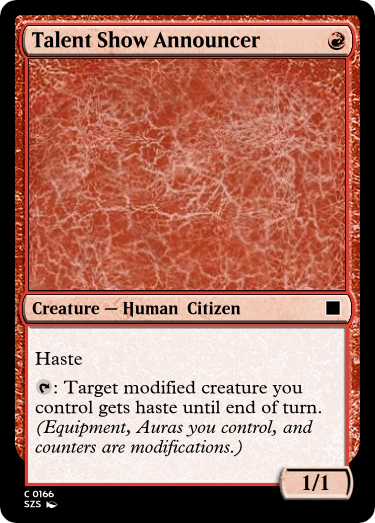 Talent Show Announcer
Creature — Human Citizen
Haste
: Target modified creature you
control gets haste until end of turn.
(Equipment, Auras you control, and
counters are modifications.)
1/1
C 0166
SZS